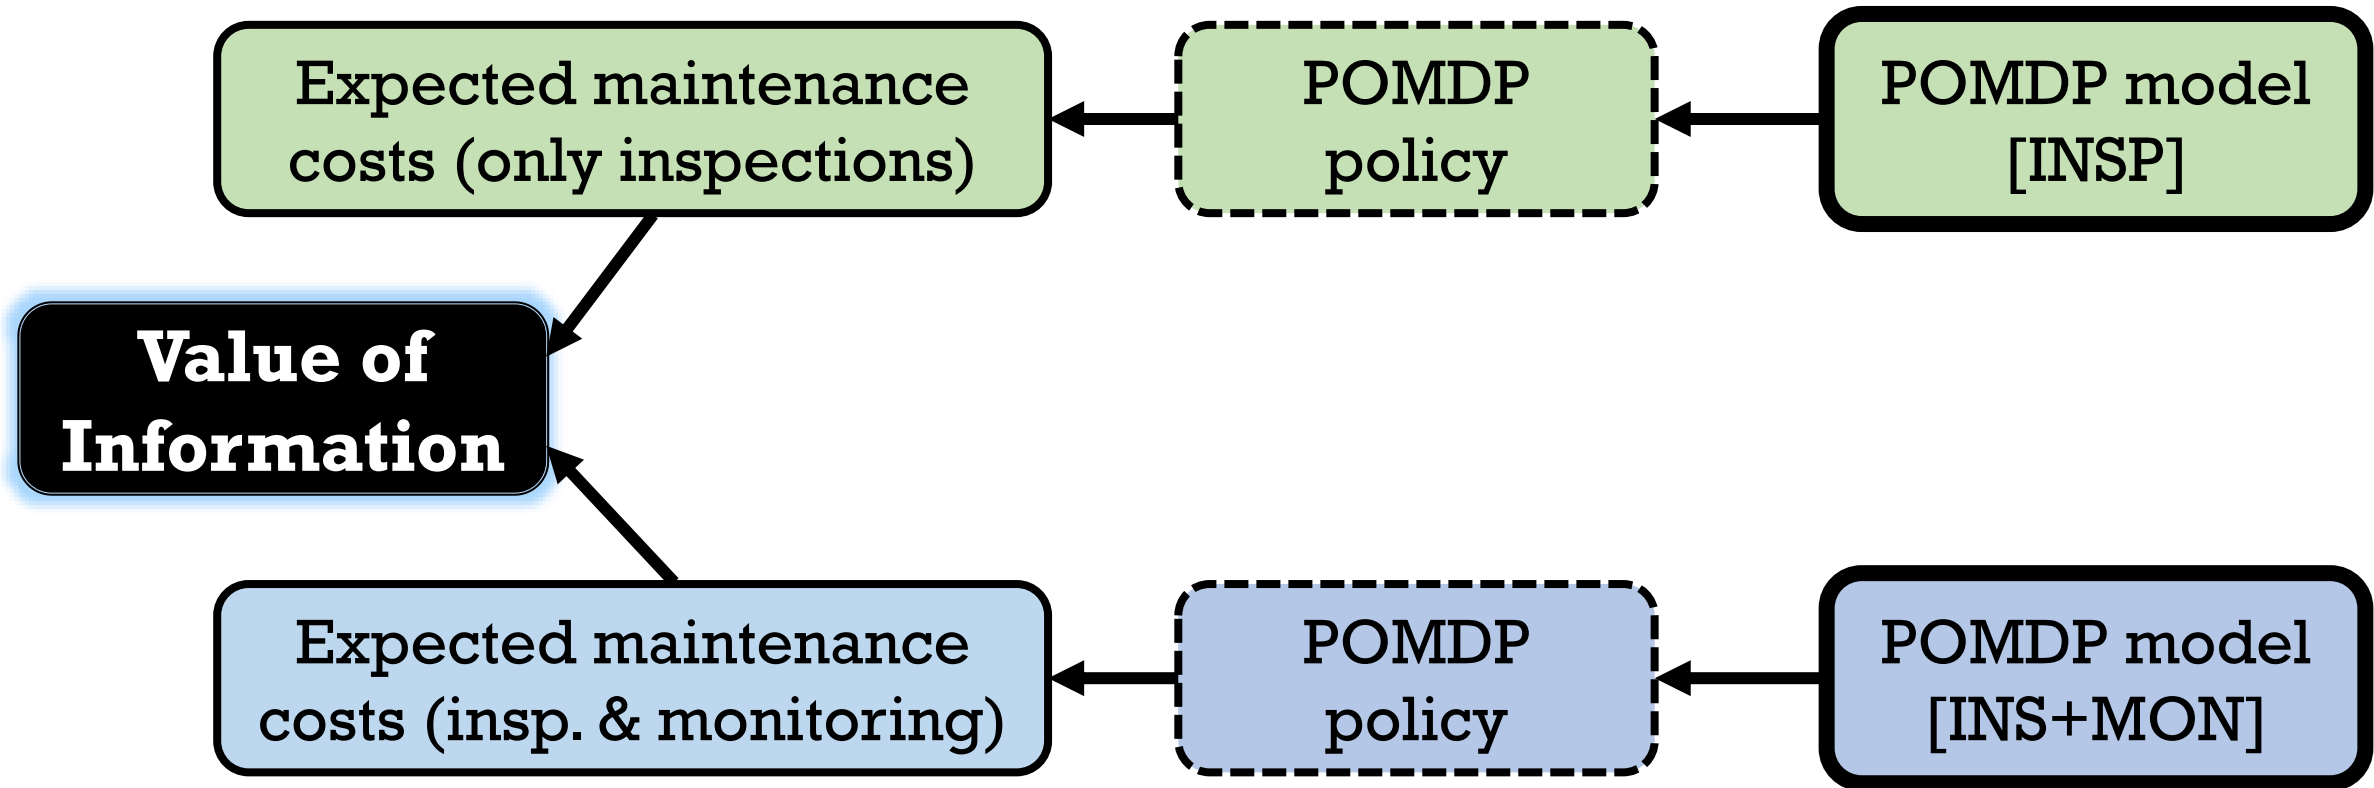 Expected maintenance
costs (only inspections)
POMDP
policy
POMDP model
[INSP]
Value of
Information
Expected maintenance
costs (insp. & monitoring)
POMDP
policy
POMDP model
[INS+MON]